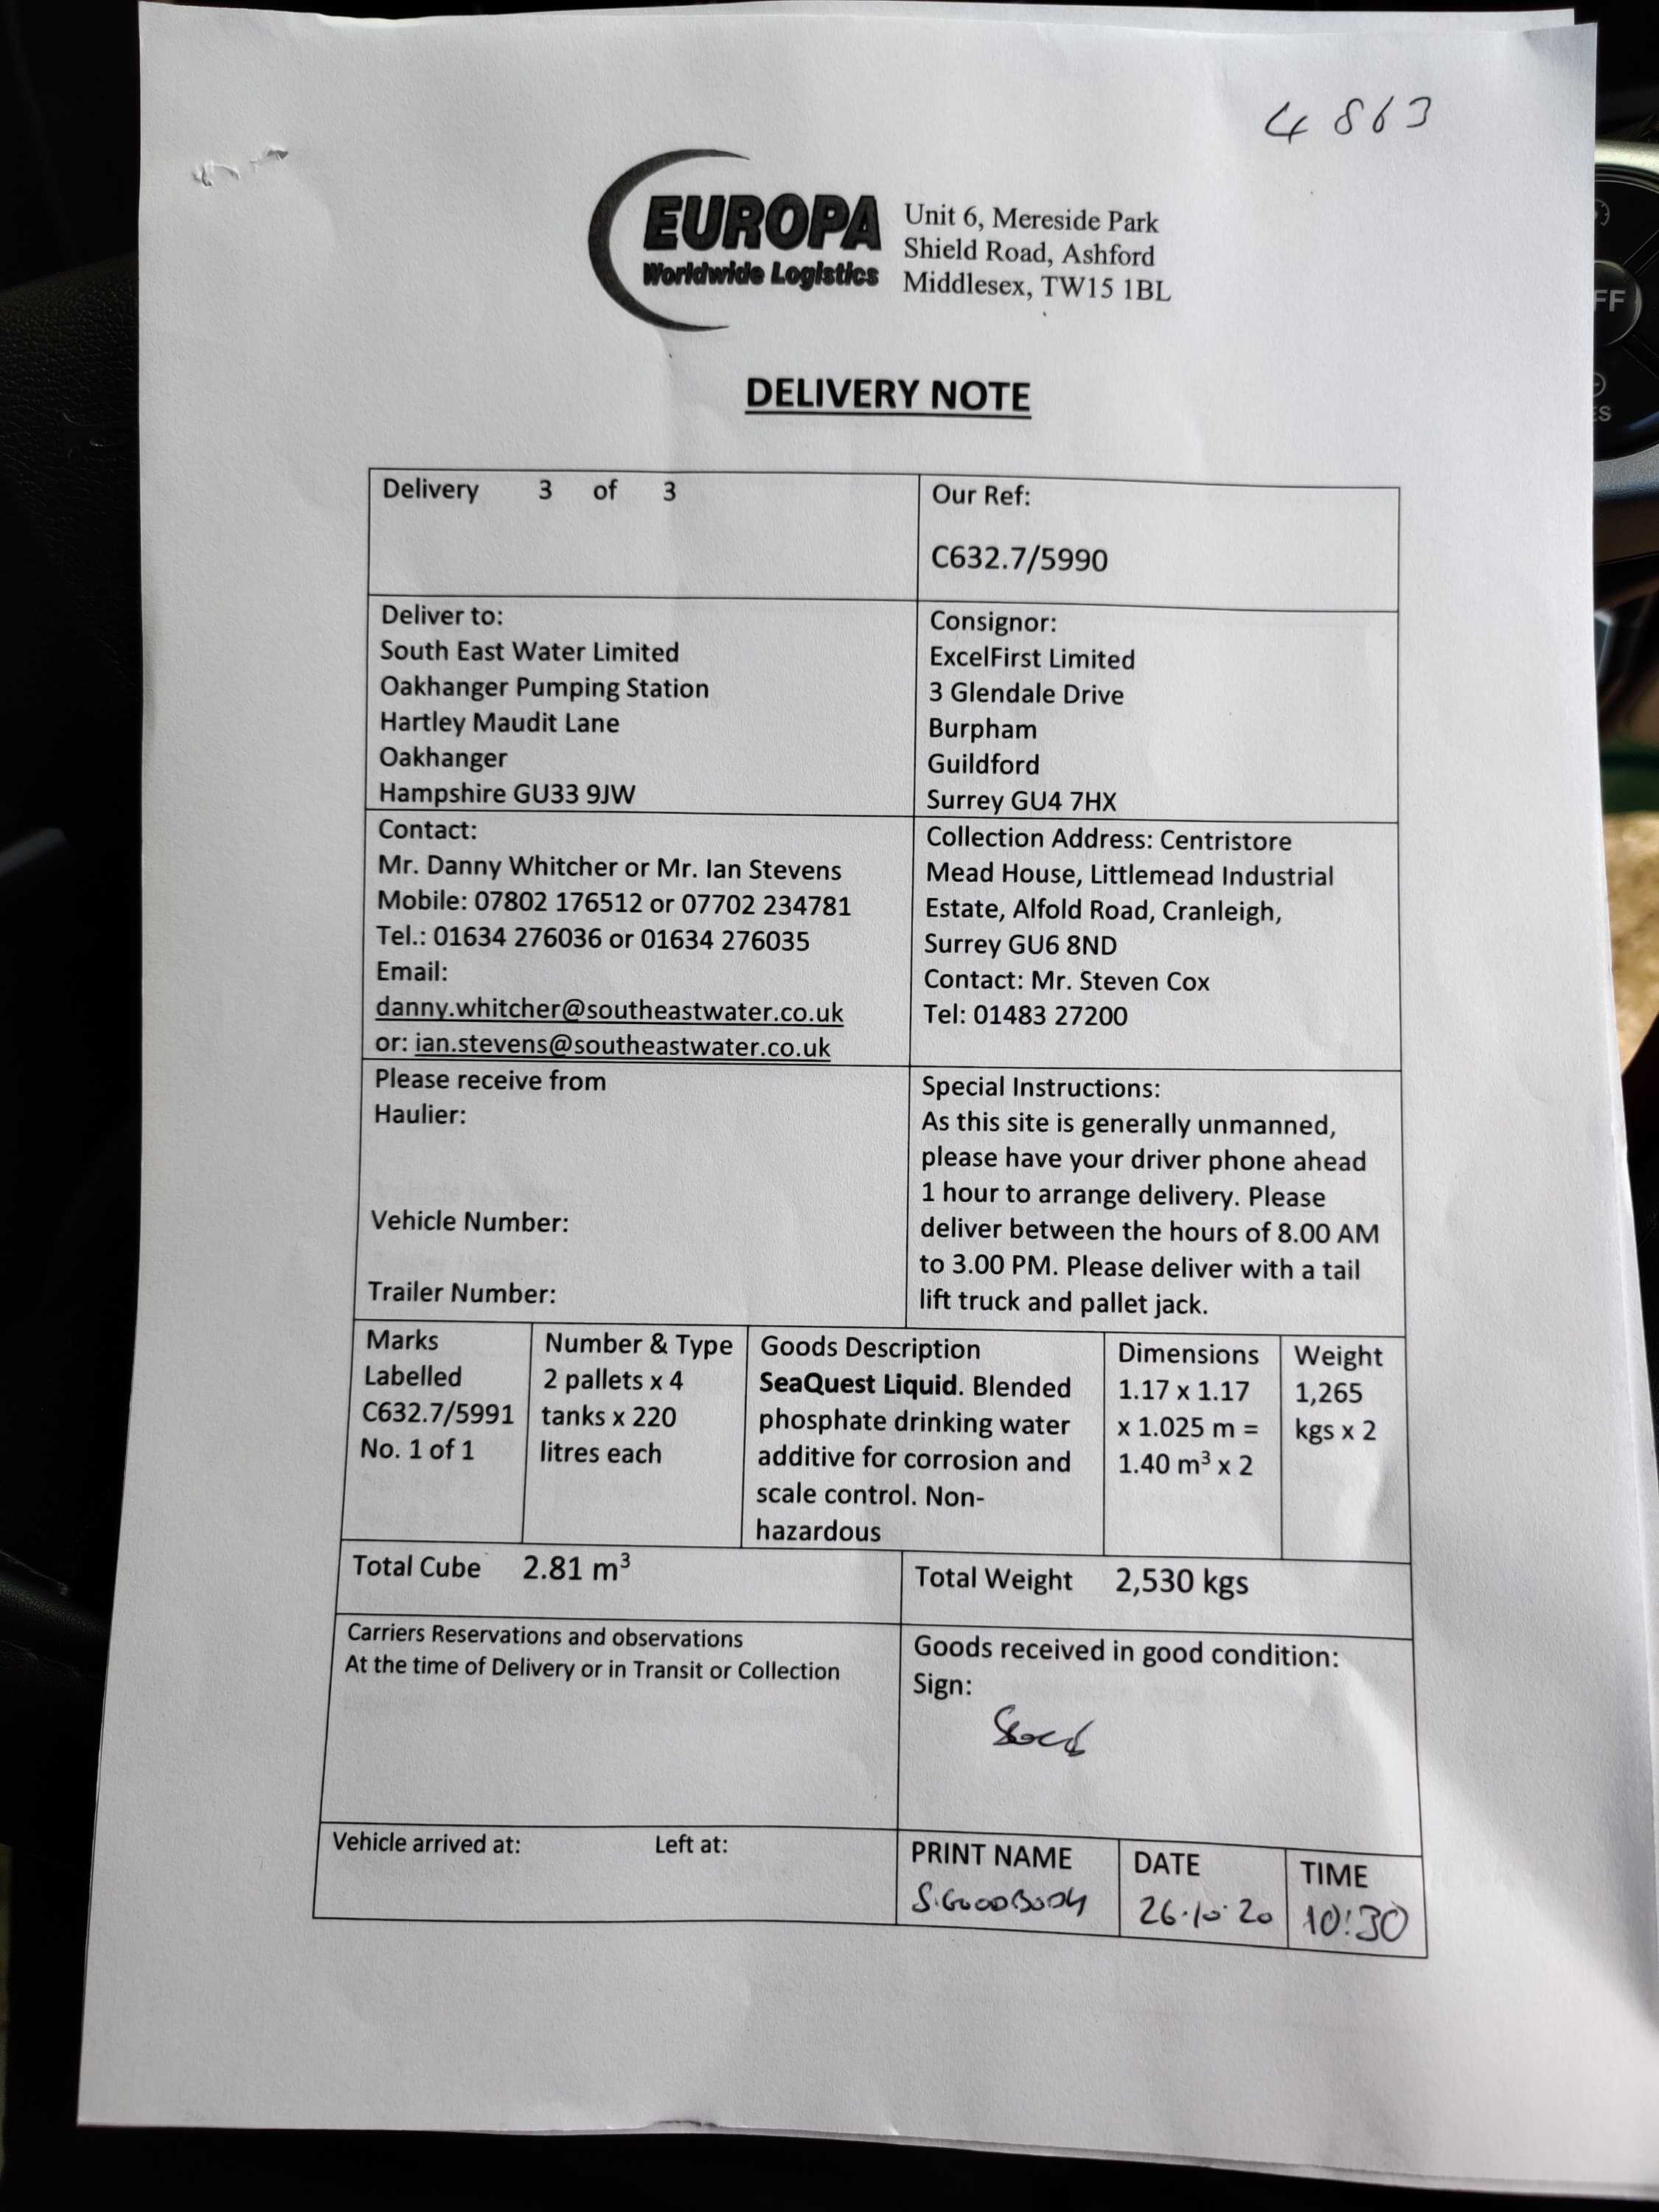 4863
EUROPA
Worldwide Logistics
Unit 6, Mereside Park
Shield Road, Ashford
Middlesex, TW15 1BL
DELIVERY NOTE
Delivery 3 of 3
Our Ref:
C632.7/5990
Deliver to:
South East Water Limited
Oakhanger Pumping Station
Hartley Maudit Lane
Oakhanger
Hampshire GU33 9JW
Consignor:
ExcelFirst Limited
3 Glendale Drive
Burpham
Guildford
Surrey GU4 7HX
Contact:
Mr. Danny Whitcher or Mr. Ian Stevens
Mobile: 07802 176512 or 07702 234781
Tel.: 01634 276036 or 01634 276035
Email:
danny.whitcher@southeastwater.co.uk
or: ian.stevens@southeastwater.co.uk
Collection Address: Centristore
Mead House, Littlemead Industrial
Estate, Alfold Road, Cranleigh,
Surrey GU6 8ND
Contact: Mr. Steven Cox
Tel: 01483 27200
Please receive from
Haulier:
Vehicle Number:
Trailer Number:
Special Instructions:
As this site is generally unmanned,
please have your driver phone ahead
1 hour to arrange delivery. Please
deliver between the hours of 8.00 AM
to 3.00 PM. Please deliver with a tail
lift truck and pallet jack.
Marks
Labelled
C632.7/5991
No. 1 of 1
Number & Type
2 pallets x 4
tanks x 220
litres each
Goods Description
SeaQuest Liquid. Blended
phosphate drinking water
additive for corrosion and
scale control. Non-
hazardous
Dimensions
1.17 x 1.17
x 1.025 m =
1.40 m³ x 2
Weight
1,265
kgs x 2
Total Cube 2.81 m³
Total Weight 2,530 kgs
Carriers Reservations and observations
At the time of Delivery or in Transit or Collection
Goods received in good condition:
Sign:
Vehicle arrived at: Left at:
PRINT NAME
S.GOODBODY
DATE
26.10.20
TIME
10:30
FF
ES